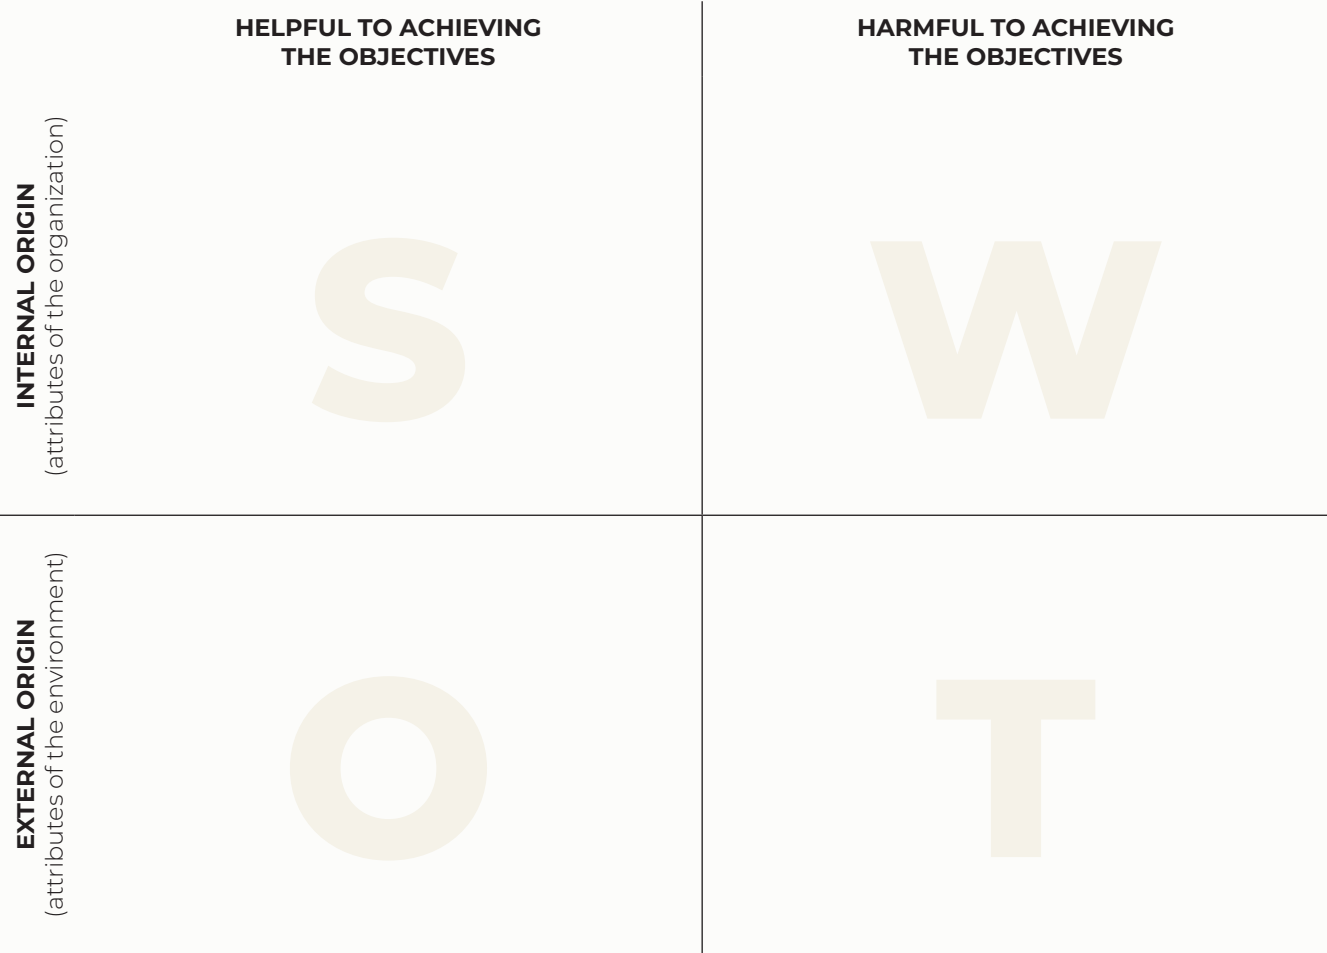 HELPFUL TO ACHIEVING
THE OBJECTIVES
HARMFUL TO ACHIEVING
THE OBJECTIVES
INTERNAL ORIGIN
(attributes of the organization)
S
W
EXTERNAL ORIGIN
(attributes of the environment)
O
T